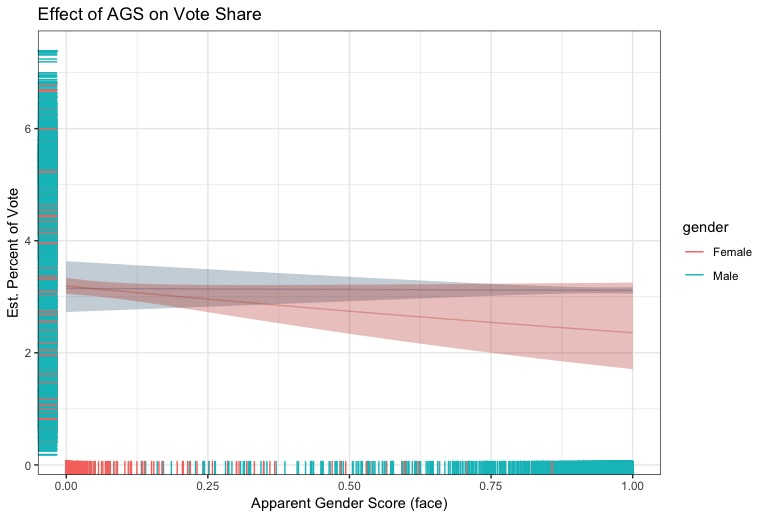 Effect of AGS on Vote Share
Est. Percent of Vote
6
4
2
0
0.00
0.25
0.50
0.75
1.00
Apparent Gender Score (face)
gender
Female
Male